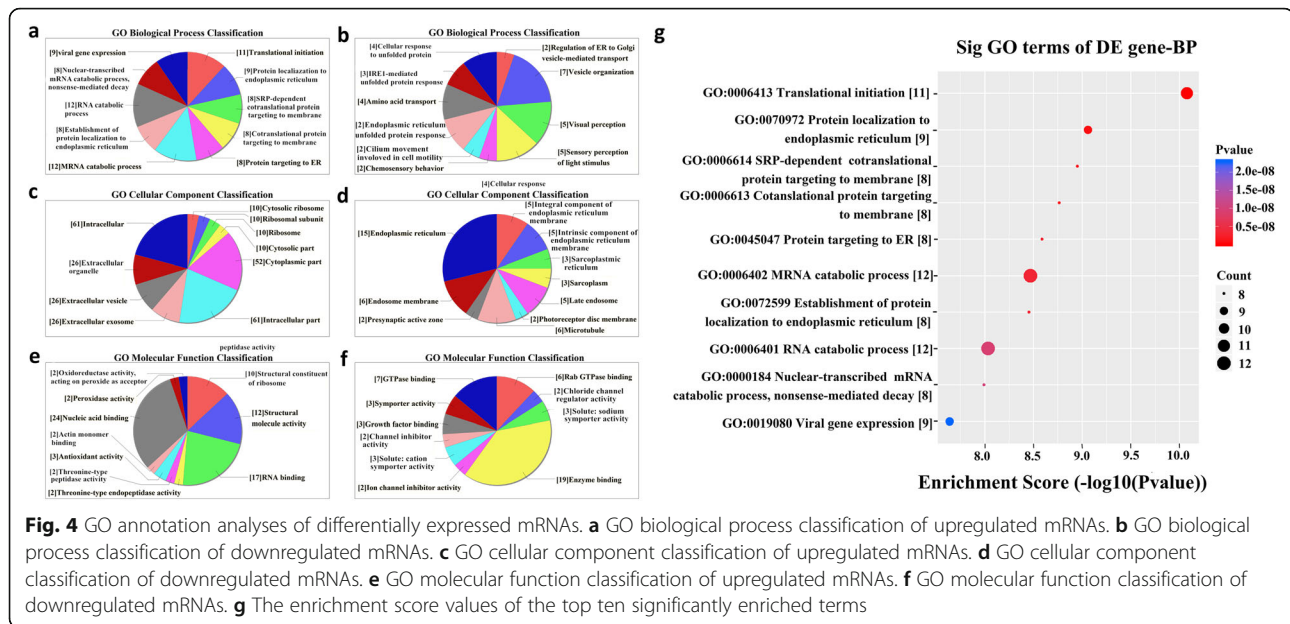 a
GO Biological Process Classification
[9]viral gene expression
[11]Translational initiation
[8]Nuclear-transcribed
mRNA catabolic process,
nonsense-mediated decay
[9]Protein localiazation to
endoplasmic reticulum
[12]RNA catabolic
process
[8]SRP-dependent
cotranslational protein
targeting to membrane
[8]Establishment of
protein localization to
endoplasmic reticulum
[8]Cotranslational protein
targeting to membrane
[12]MRNA catabolic process
[8]Protein targeting to ER
b
GO Biological Process Classification
[4]Cellular response
to unfolded protein
[2]Regulation of ER to Golgi
vesicle-mediated transport
[3]IRE1-mediated
unfolded protein response
[7]Vesicle organization
[4]Amino acid transport
[2]Endoplasmic reticulum
unfolded protein response
[5]Visual perception
[2]Cilium movement
involved in cell motility
[5]Sensory perception
of light stimulus
[2]Chemosensory behavior
c
GO Cellular Component Classification
[61]Intracellular
[10]Cytosolic ribosome
[10]Ribosomal subunit
[10]Ribosome
[10]Cytosolic part
[26]Extracellular
organelle
[52]Cytoplasmic part
[26]Extracellular vesicle
[26]Extracellular exosome
[61]Intracellular part
d
[4]Cellular response
GO Cellular Component Classification
[15]Endoplasmic reticulum
[5]Integral component of
endoplasmic reticulum
membrane
[5]Intrinsic component of
endoplasmic reticulum
membrane
[3]Sarcoplastmric
reticulum
[3]Sarcoplasm
[6]Endosome membrane
[5]Late endosome
[2]Presynaptic active zone
[2]Photoreceptor disc membrane
[6]Microtubule
e
peptidase activity
GO Molecular Function Classification
[2]Oxidoreductase activity,
acting on peroxide as acceptor
[10]Structural constituent
of ribosome
[2]Peroxidase activity
[24]Nucleic acid binding
[12]Structural
molecule activity
[2]Actin monomer
binding
[3]Antioxidant activity
[2]Threonine-type
peptidase activity
[17]RNA binding
[2]Threonine-type endopeptidase activity
f
GO Molecular Function Classification
[7]GTPase binding
[6]Rab GTPase binding
[2]Chloride channel
regulator activity
[3]Symporter activity
[3]Solute: sodium
symporter activity
[3]Growth factor binding
[2]Channel inhibitor
activity
[3]Solute: cation
symporter activity
[2]Ion channel inhibitor activity
[19]Enzyme binding
g
Sig GO terms of DE gene-BP
GO:0006413 Translational initiation [11]
GO:0070972 Protein localization to
endoplasmic reticulum [9]
GO:0006614 SRP-dependent cotranslational
protein targeting to membrane [8]
GO:0006613 Cotanslational protein targeting
to membrane [8]
GO:0045047 Protein targeting to ER [8]
GO:0006402 MRNA catabolic process [12]
GO:0072599 Establishment of protein
localization to endoplasmic reticulum [8]
GO:0006401 RNA catabolic process [12]
GO:0000184 Nuclear-transcribed mRNA
catabolic process, nonsense-mediated decay [8]
GO:0019080 Viral gene expression [9]
8.0 8.5 9.0 9.5 10.0
Enrichment Score (-log10(Pvalue))
Pvalue
2.0e-08
1.5e-08
1.0e-08
0.5e-08
Count
8
9
10
11
12
Fig. 4 GO annotation analyses of differentially expressed mRNAs. a GO biological process classification of upregulated mRNAs. b GO biological
process classification of downregulated mRNAs. c GO cellular component classification of upregulated mRNAs. d GO cellular component
classification of downregulated mRNAs. e GO molecular function classification of upregulated mRNAs. f GO molecular function classification of
downregulated mRNAs. g The enrichment score values of the top ten significantly enriched terms